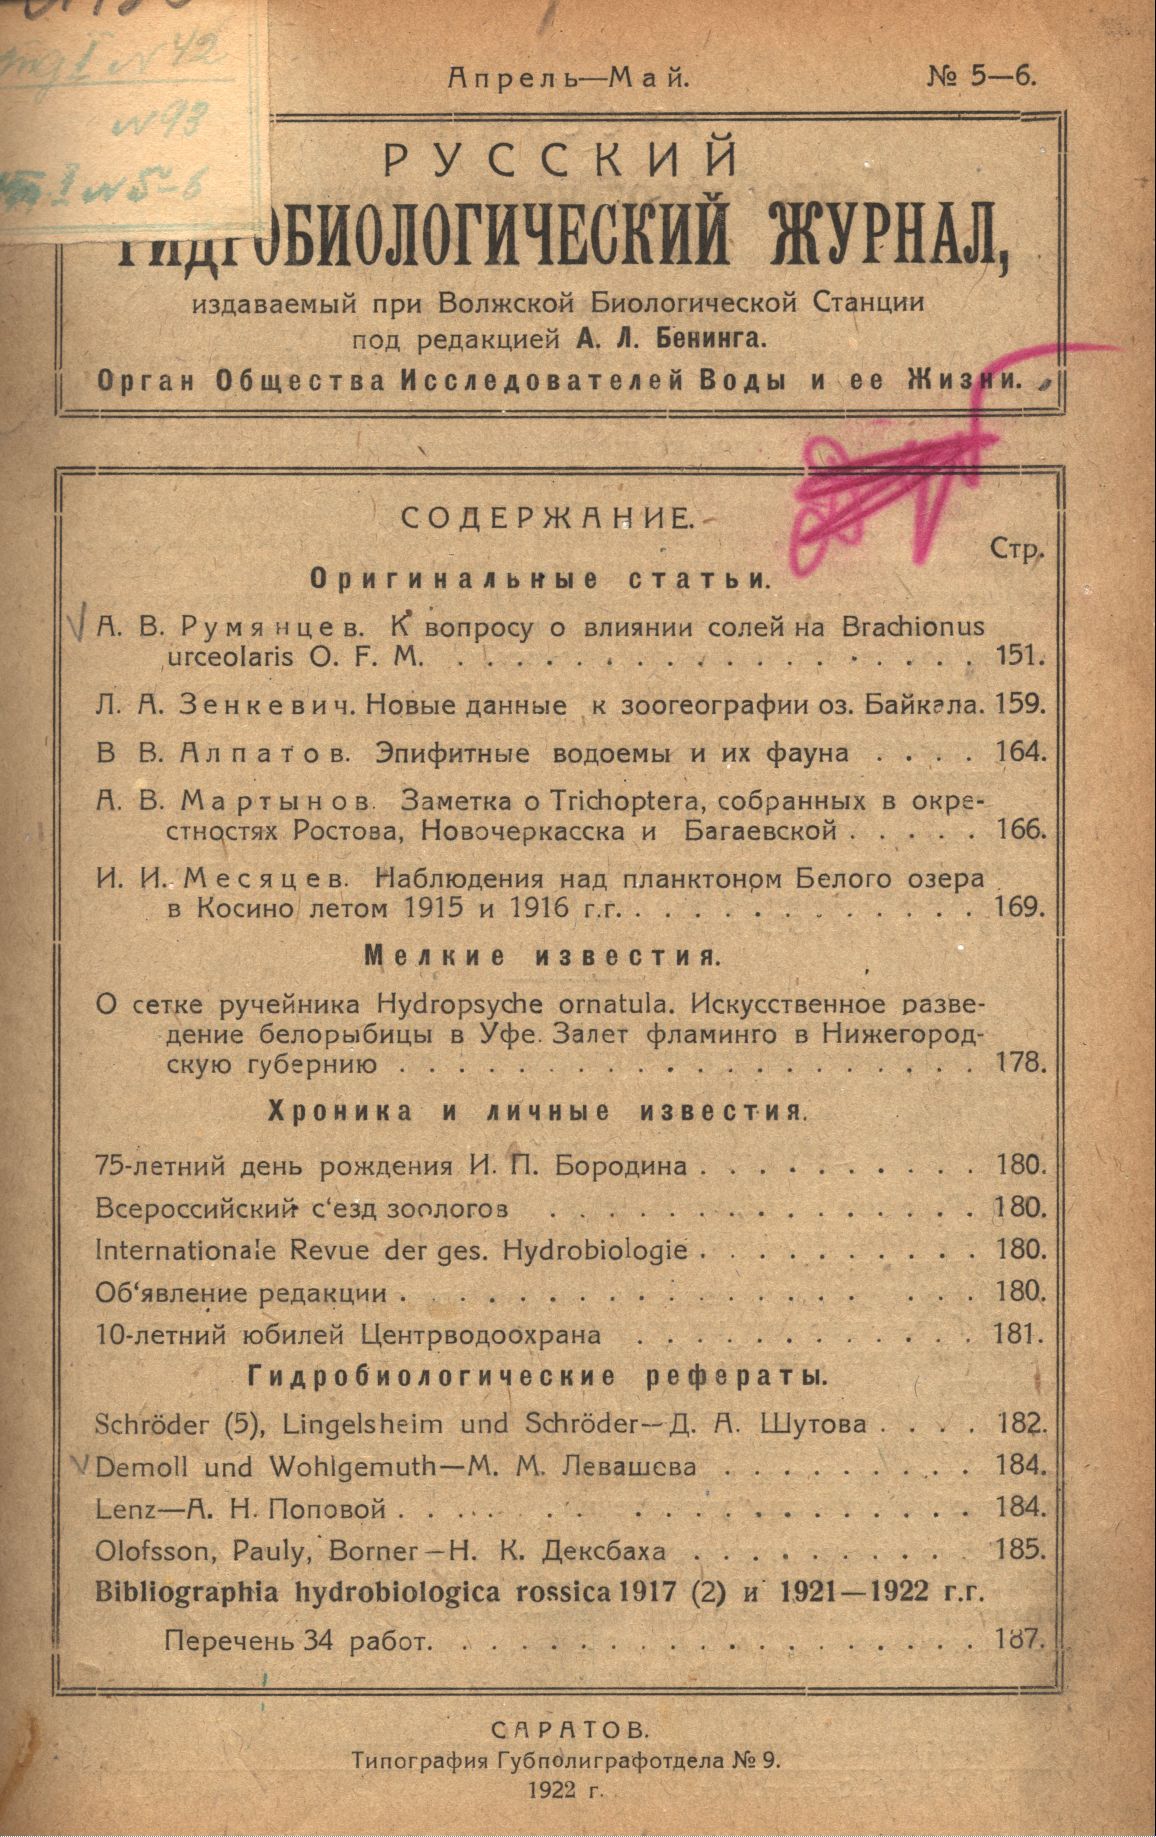 № 42
№ 93
№ 5-6
Апрель—Май. № 5—6.
РУССКИЙ
ГИДРОБИОЛОГИЧЕСКИЙ ЖУРНАЛ,
издаваемый при Волжской Биологической Станции
под редакцией А. Л. Бенинга.
Орган Общества Исследователей Воды и ее Жизни.
СОДЕРЖАНИЕ.
Стр.
Оригинальные статьи.
А. В. Румянцев. К вопросу о влиянии солей на Brachionus
urceolaris O. F. M. . . . . . . . . . . . . . . . . . . 151.
Л. А. Зенкевич. Новые данные к зоогеографии оз. Байкала. 159.
В В. Алпатов. Эпифитные водоемы и их фауна . . . . 164.
А. В. Мартынов. Заметка о Trichoptera, собранных в окре-
стностях Ростова, Новочеркасска и Багаевской . . . . . 166.
И. И. Месяцев. Наблюдения над планктоном Белого озера
в Косино летом 1915 и 1916 г.г. . . . . . . . . . . . . 169.
Мелкие известия.
О сетке ручейника Hydropsyche ornatula. Искусственное разве-
дение белорыбицы в Уфе. Залет фламинго в Нижегород-
скую губернию . . . . . . . . . . . . . . . . . . . . 178.
Хроника и личные известия.
75-летний день рождения И. П. Бородина . . . . . . . . . . 180.
Всероссийский с‘езд зоологов . . . . . . . . . . . . . . . 180.
Internationale Revue der ges. Hydrobiologie . . . . . . . . . . 180.
Об‘явление редакции . . . . . . . . . . . . . . . . . . . 180.
10-летний юбилей Центрводоохрана . . . . . . . . . . . . 181.
Гидробиологические рефераты.
Schröder (5), Lingelsheim und Schröder—Д. А. Шутова . . . . 182.
Demoll und Wohlgemuth—М. М. Левашева . . . . . . . . . 184.
Lenz—А. Н. Поповой . . . . . . . . . . . . . . . . . . . 184.
Olofsson, Pauly, Borner—Н. К. Дексбаха . . . . . . . . . . 185.
Bibliographia hydrobiologica rossica 1917 (2) и 1921—1922 г.г.
Перечень 34 работ. . . . . . . . . . . . . . . . . . . 187.
САРАТОВ.
Типография Губполиграфотдела № 9.
1922 г.